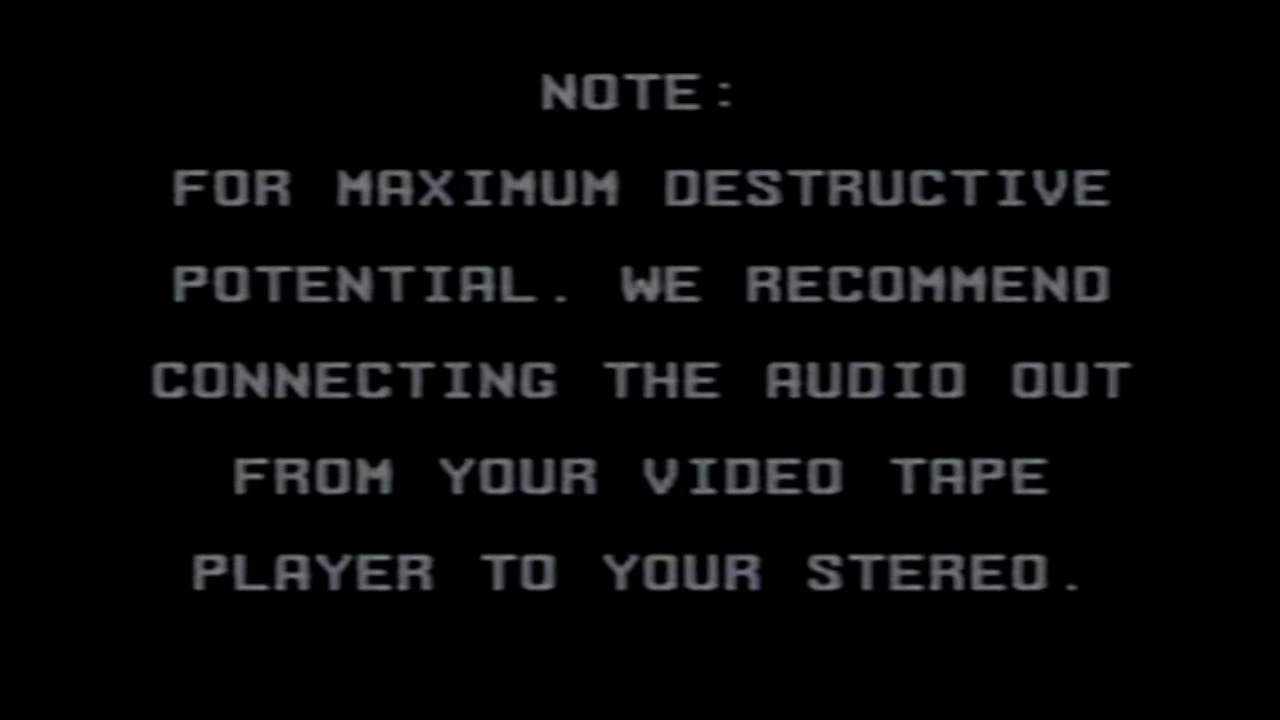 NOTE:
FOR MAXIMUM DESTRUCTIVE
POTENTIAL. WE RECOMMEND
CONNECTING THE AUDIO OUT
FROM YOUR VIDEO TAPE
PLAYER TO YOUR STEREO.